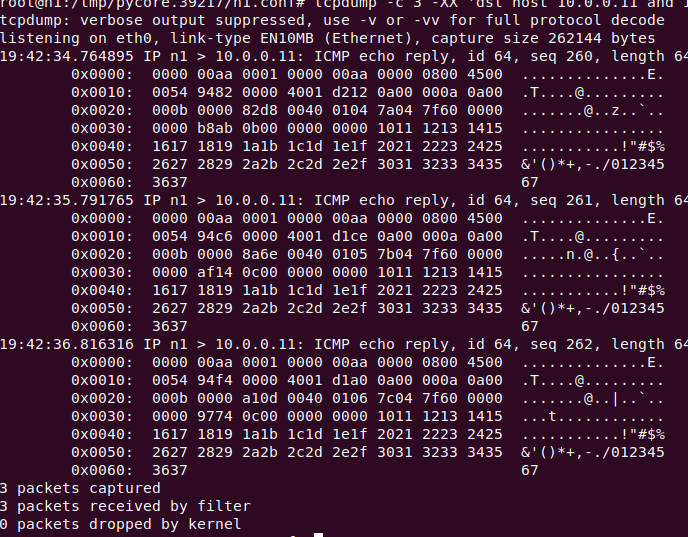 root@n1:/tmp/pycore.39217/n1.conf# tcpdump -c 3 -XX 'dst host 10.0.0.11 and
tcpdump: verbose output suppressed, use -v or -vv for full protocol decode
listening on eth0, link-type EN10MB (Ethernet), capture size 262144 bytes
19:42:34.764895 IP n1 > 10.0.0.11: ICMP echo reply, id 64, seq 260, length 64
0x0000:  0000 00aa 0001 0000 00aa 0000 0800 4500  ..............E.
0x0010:  0054 9482 0000 4001 d212 0a00 000a 0a00  .T....@.........
0x0020:  000b 0000 82d8 0040 0104 7a04 7f60 0000  .......@..z..`..
0x0030:  0000 b8ab 0b00 0000 0000 1011 1213 1415  ................
0x0040:  1617 1819 1a1b 1c1d 1e1f 2021 2223 2425  ...........!"#$%
0x0050:  2627 2829 2a2b 2c2d 2e2f 3031 3233 3435  &'()*+,-./012345
0x0060:  3637                                     67
19:42:35.791765 IP n1 > 10.0.0.11: ICMP echo reply, id 64, seq 261, length 64
0x0000:  0000 00aa 0001 0000 00aa 0000 0800 4500  ..............E.
0x0010:  0054 94c6 0000 4001 d1ce 0a00 000a 0a00  .T....@.........
0x0020:  000b 0000 8a6e 0040 0105 7b04 7f60 0000  .....n.@..{..`..
0x0030:  0000 af14 0c00 0000 0000 1011 1213 1415  ................
0x0040:  1617 1819 1a1b 1c1d 1e1f 2021 2223 2425  ...........!"#$%
0x0050:  2627 2829 2a2b 2c2d 2e2f 3031 3233 3435  &'()*+,-./012345
0x0060:  3637                                     67
19:42:36.816316 IP n1 > 10.0.0.11: ICMP echo reply, id 64, seq 262, length 64
0x0000:  0000 00aa 0001 0000 00aa 0000 0800 4500  ..............E.
0x0010:  0054 94f4 0000 4001 d1a0 0a00 000a 0a00  .T....@.........
0x0020:  000b 0000 a10d 0040 0106 7c04 7f60 0000  .......@..|..`..
0x0030:  0000 9774 0c00 0000 0000 1011 1213 1415  ...t............
0x0040:  1617 1819 1a1b 1c1d 1e1f 2021 2223 2425  ...........!"#$%
0x0050:  2627 2829 2a2b 2c2d 2e2f 3031 3233 3435  &'()*+,-./012345
0x0060:  3637                                     67
3 packets captured
3 packets received by filter
0 packets dropped by kernel